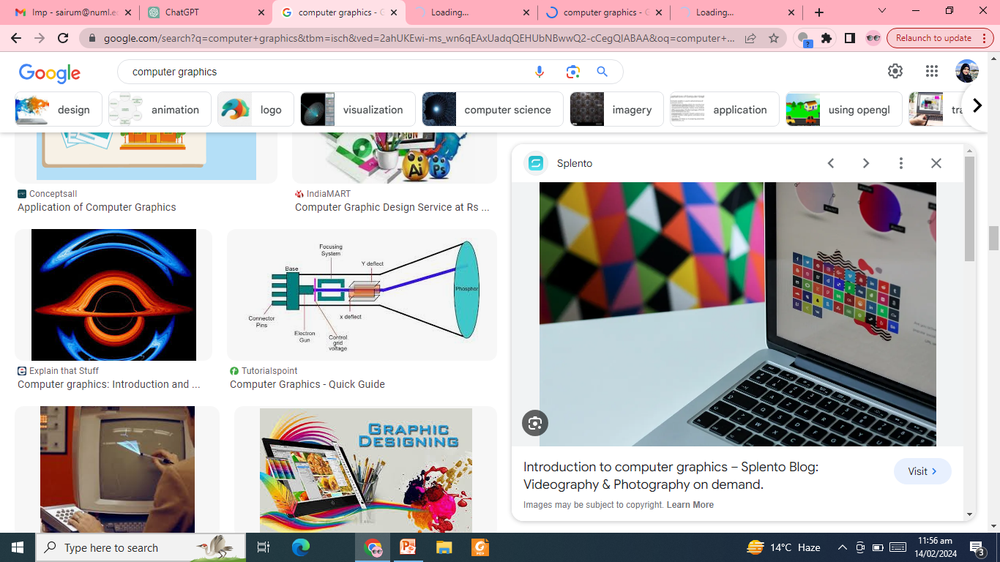 Imp - sairum@numl.ec
ChatGPT
computer graphics - G
Loading...
computer graphics - G
Loading...
google.com/search?q=computer+graphics&tbm=isch&ved=2ahUKEwi-ms_wn6qEAxUadqQEHUbNBwwQ2-cCegQIABAA&oq=computer+...
Relaunch to update
Google
computer graphics
design
animation
logo
visualization
computer science
imagery
application
using opengl
tra
Ai
Ps
Splento
Conceptsall
IndiaMART
Application of Computer Graphics
Computer Graphic Design Service at Rs ...
Focusing
System
Y deflect
Base
Phosphor
Connector
Pins
x deflect
Electron
Gun
Control
grid
voltage
Explain that Stuff
Tutorialspoint
Computer graphics: Introduction and ...
Computer Graphics - Quick Guide
GRAPHIC
DESIGNING
Introduction to computer graphics – Splento Blog:
Videography & Photography on demand.
Visit
Images may be subject to copyright. Learn More
Type here to search
14°C Haze
11:56 am
14/02/2024
3